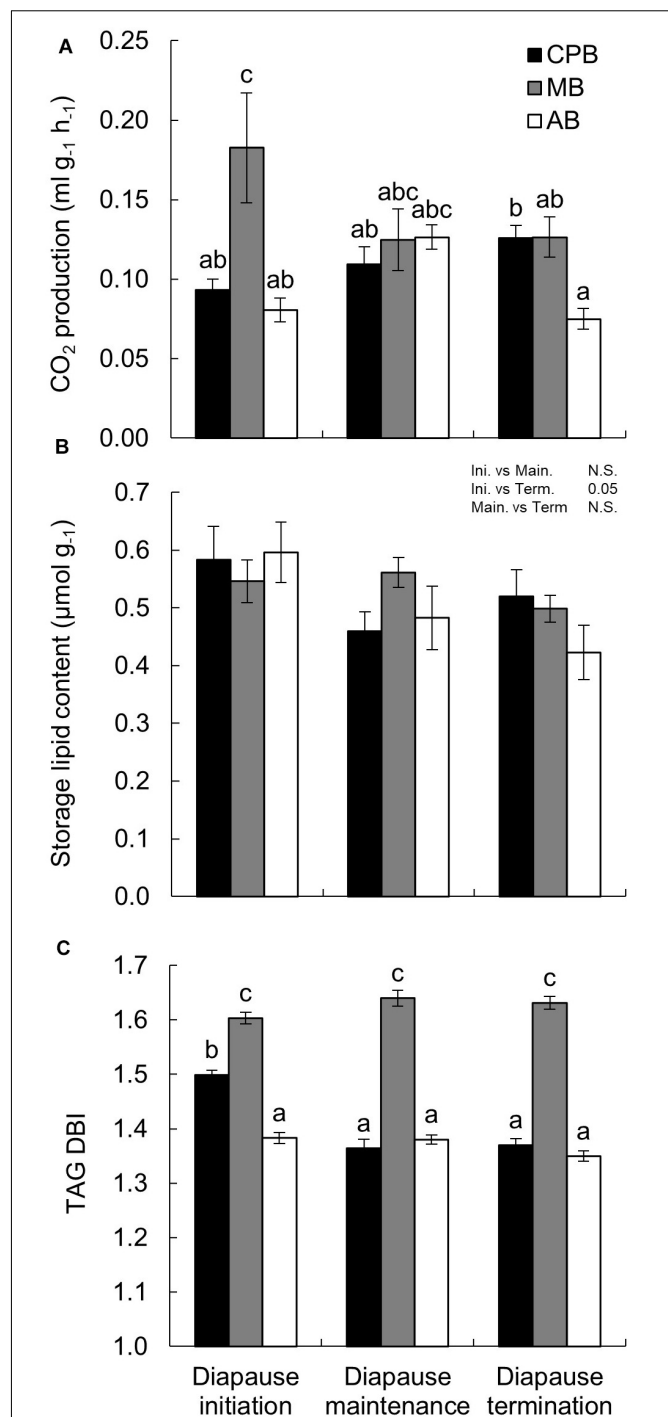 A
0.25
0.20
0.15
0.10
0.05
0.00
CO2 production (ml g-1 h-1)
CPB
MB
AB
ab
c
ab
ab
abc
abc
b
ab
a
B
0.7
0.6
0.5
0.4
0.3
0.2
0.1
0.0
Storage lipid content (µmol g-1)
Ini. vs Main. N.S.
Ini. vs Term. 0.05
Main. vs Term N.S.
C
1.7
1.6
1.5
1.4
1.3
1.2
1.1
1.0
TAG DBI
b
c
a
a
c
a
a
c
a
Diapause
initiation
Diapause
maintenance
Diapause
termination